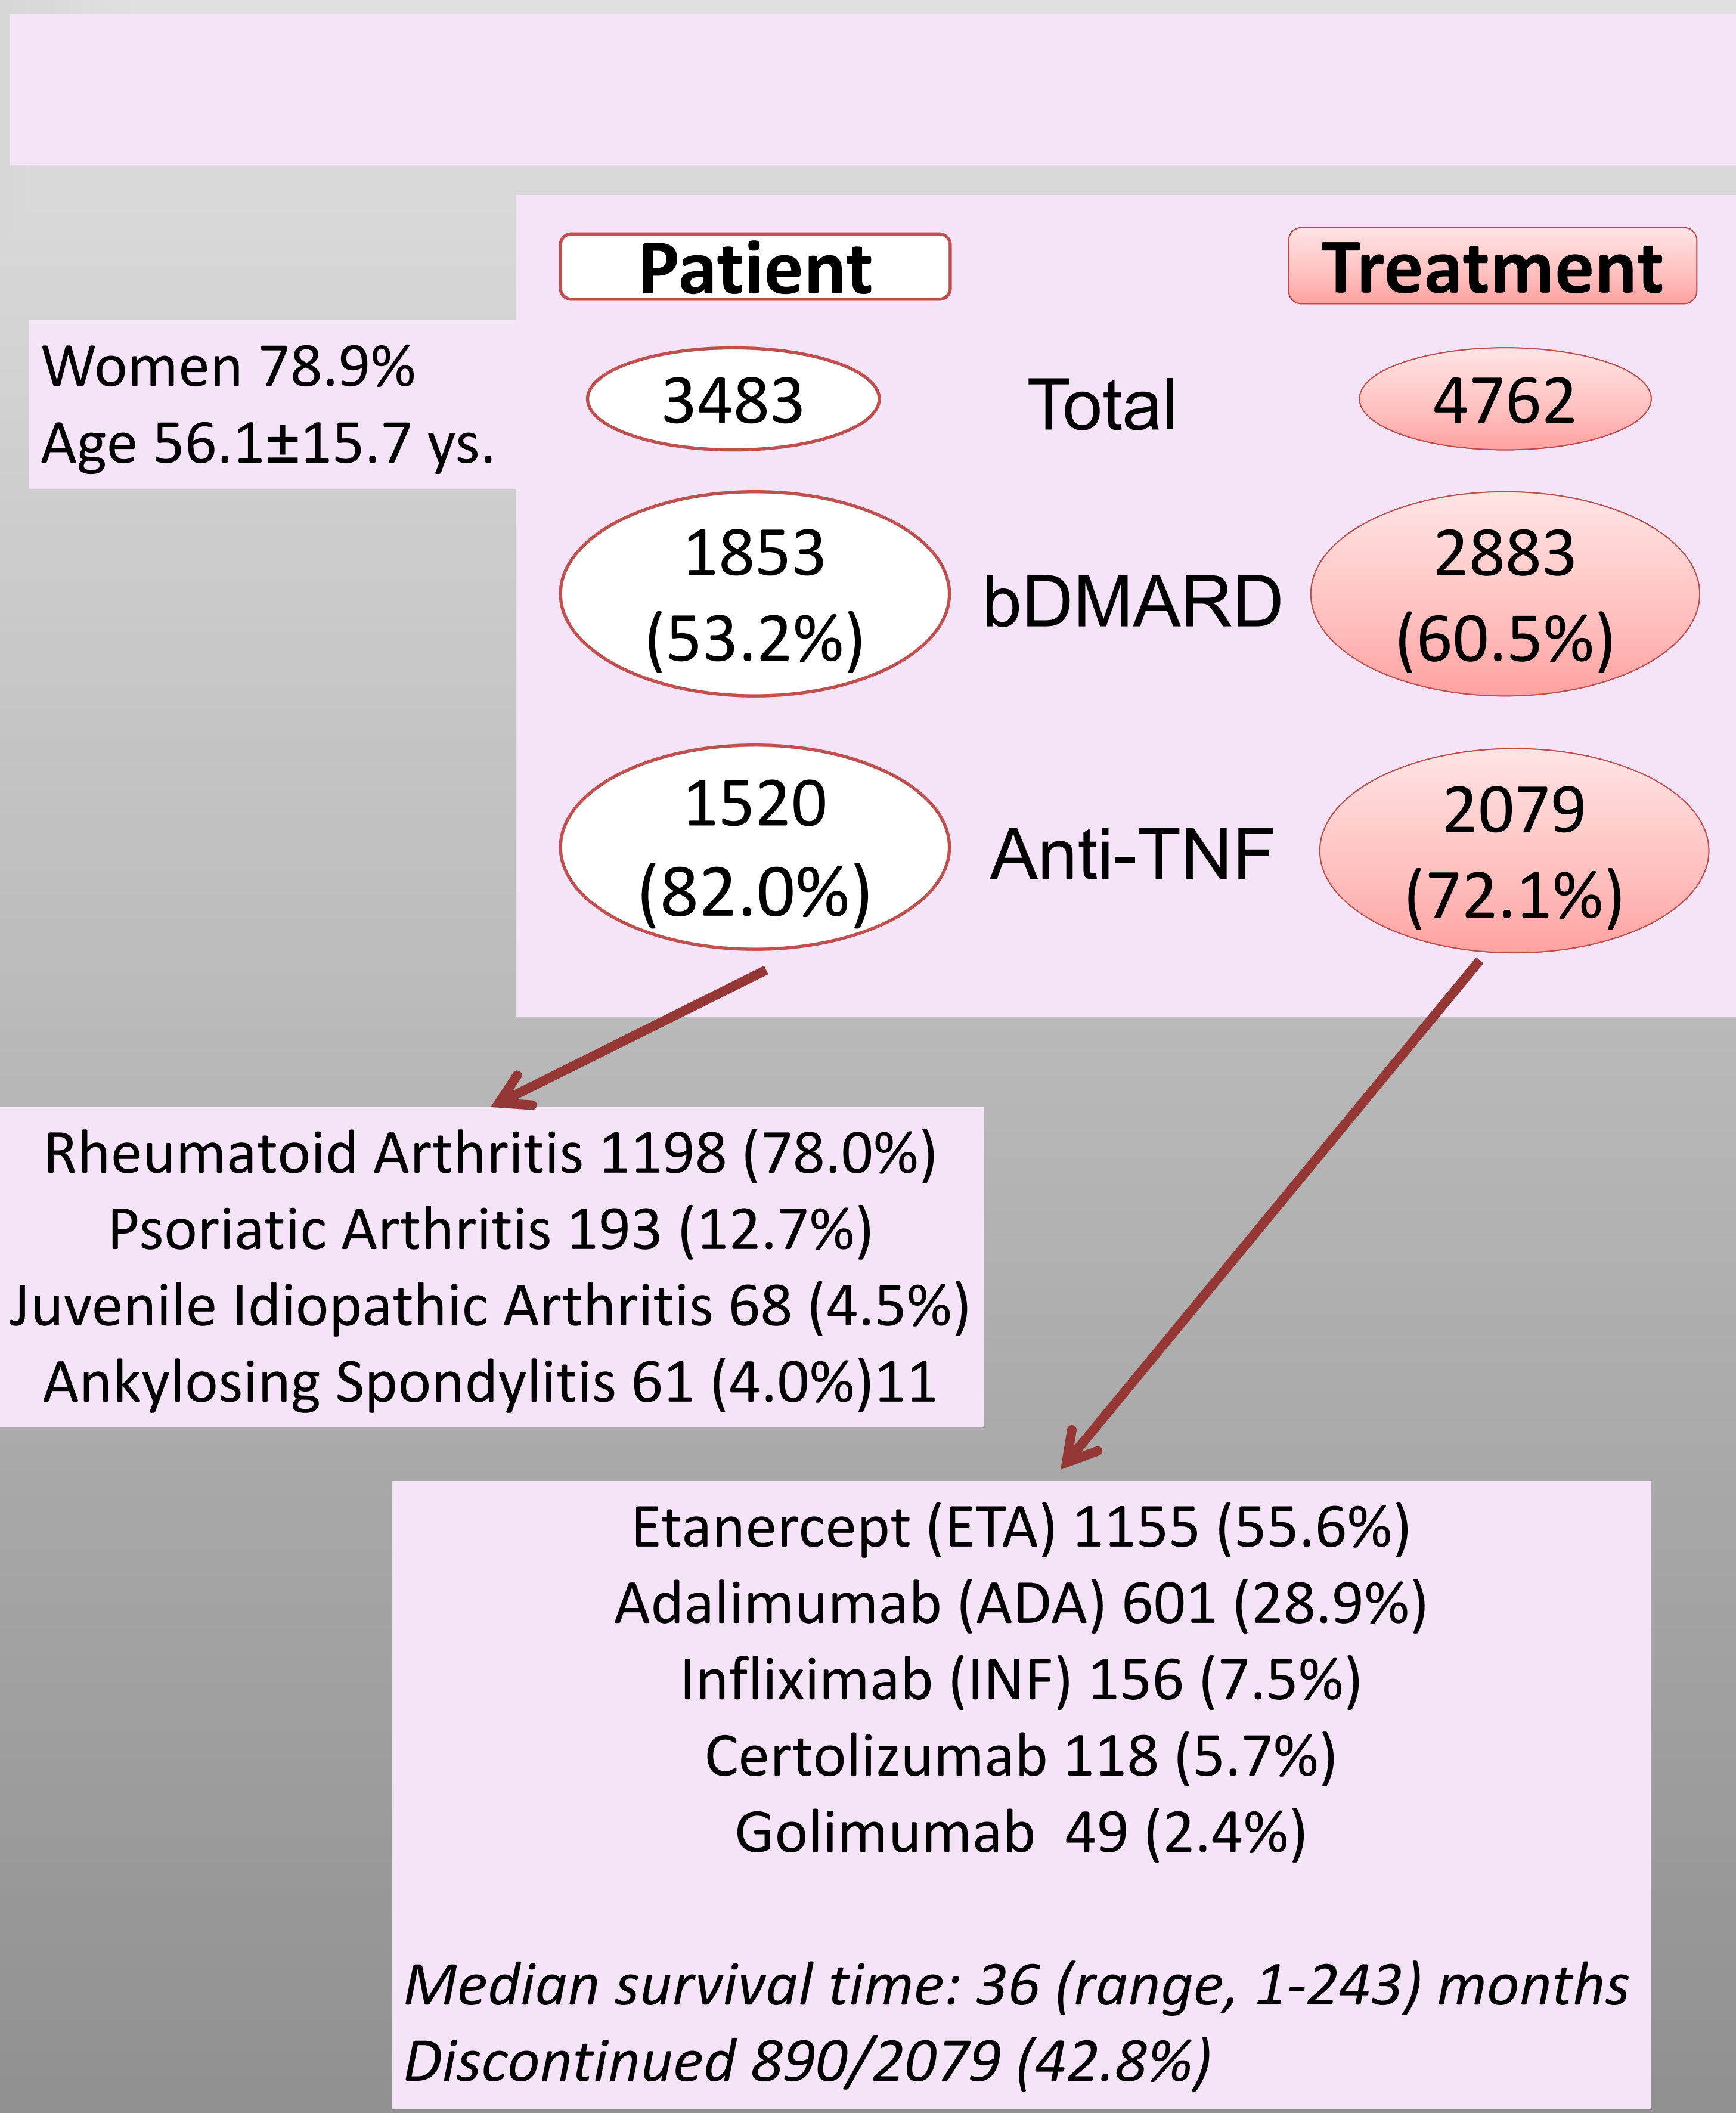 Patient
Treatment
Women 78.9%
Age 56.1±15.7 ys.
3483
Total
4762
1853
(53.2%)
bDMARD
2883
(60.5%)
1520
(82.0%)
Anti-TNF
2079
(72.1%)
Rheumatoid Arthritis 1198 (78.0%)
Psoriatic Arthritis 193 (12.7%)
Juvenile Idiopathic Arthritis 68 (4.5%)
Ankylosing Spondylitis 61 (4.0%)11
Etanercept (ETA) 1155 (55.6%)
Adalimumab (ADA) 601 (28.9%)
Infliximab (INF) 156 (7.5%)
Certolizumab 118 (5.7%)
Golimumab  49 (2.4%)
Median survival time: 36 (range, 1-243) months
Discontinued 890/2079 (42.8%)